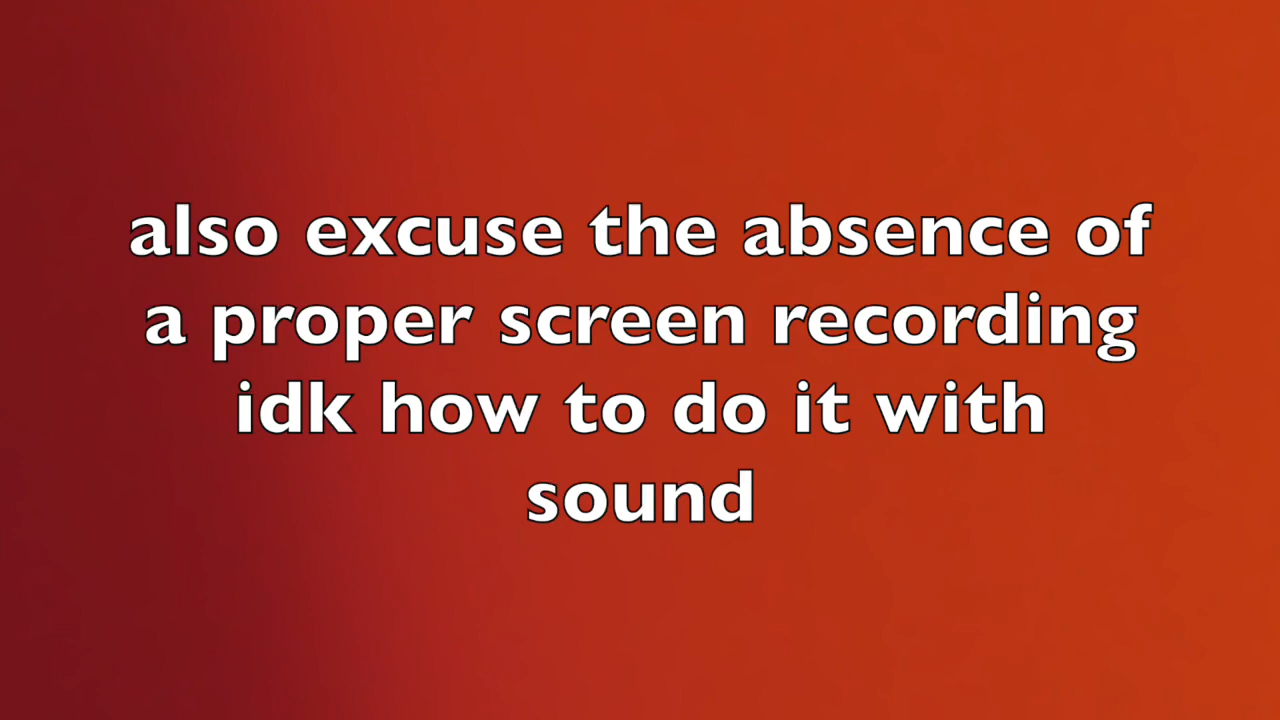 also excuse the absence of
a proper screen recording
idk how to do it with
sound